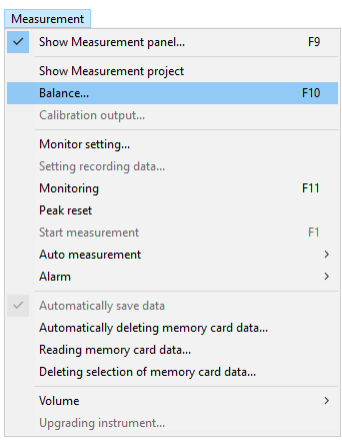 Measurement
Show Measurement panel... F9
Show Measurement project
Balance... F10
Calibration output...
Monitor setting...
Setting recording data...
Monitoring F11
Peak reset
Start measurement F1
Auto measurement
Alarm
Automatically save data
Automatically deleting memory card data...
Reading memory card data...
Deleting selection of memory card data...
Volume
Upgrading instrument...